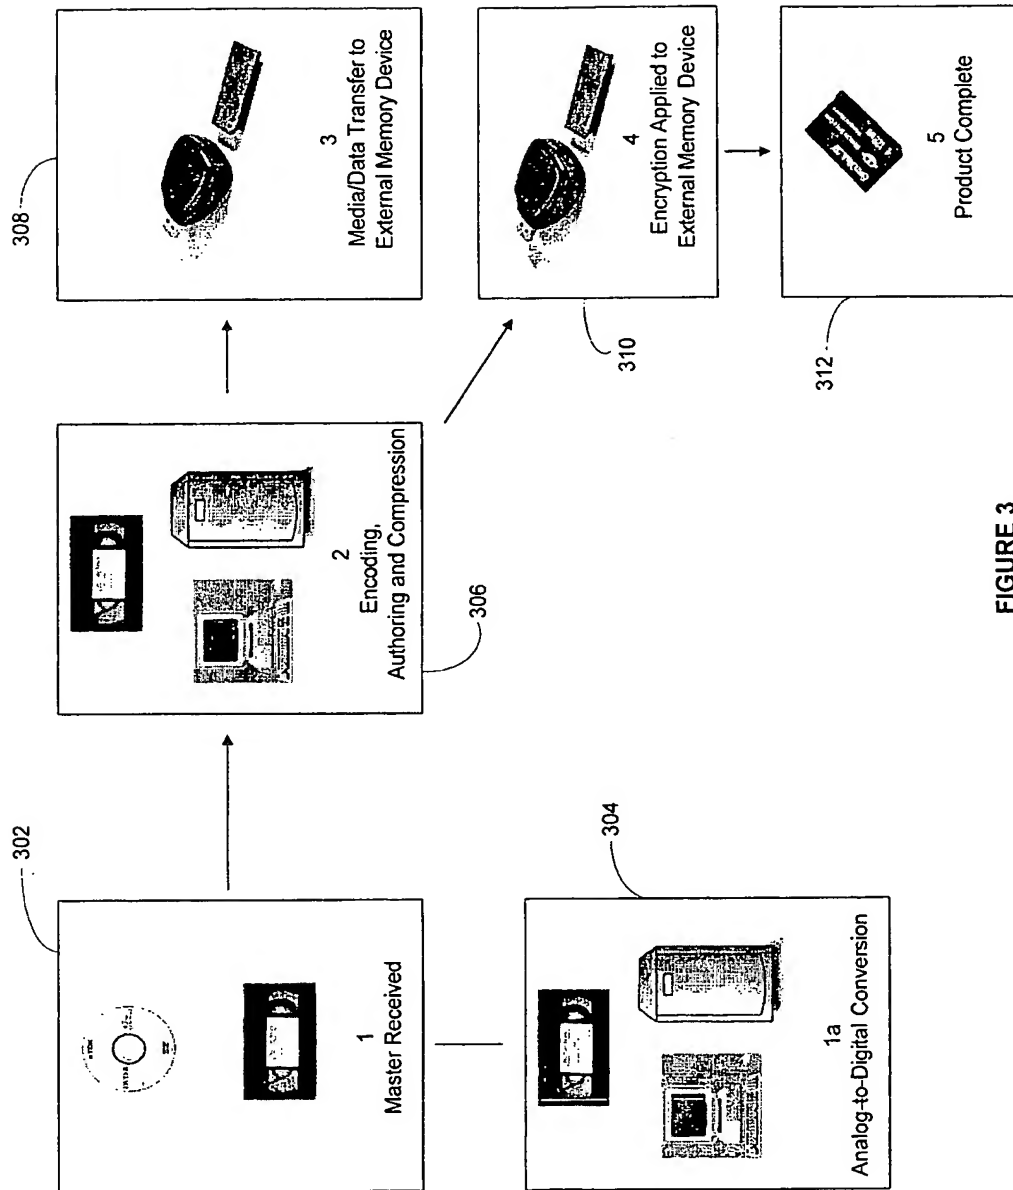 302
1
Master Received
304
1a
Analog-to-Digital Conversion
2
Encoding,
Authoring and Compression
306
308
3
Media/Data Transfer to
External Memory Device
310
4
Encryption Applied to
External Memory Device
312
5
Product Complete
FIGURE 3